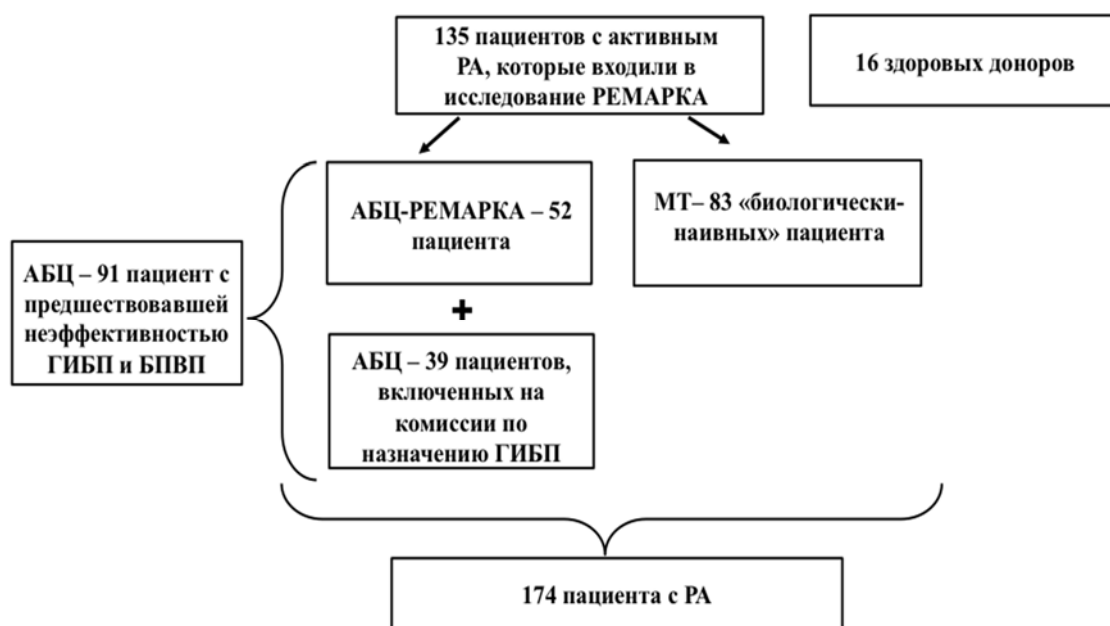 135 пациентов с активным
РА, которые входили в
исследование РЕМАРКА
16 здоровых доноров
АБЦ-РЕМАРКА – 52
пациента
МТ– 83 «биологически-
наивных» пациента
АБЦ – 91 пациент с
предшествовавшей
неэффективностью
ГИБП и БПВП
+
АБЦ – 39 пациентов,
включенных на
комиссии по
назначению ГИБП
174 пациента с РА